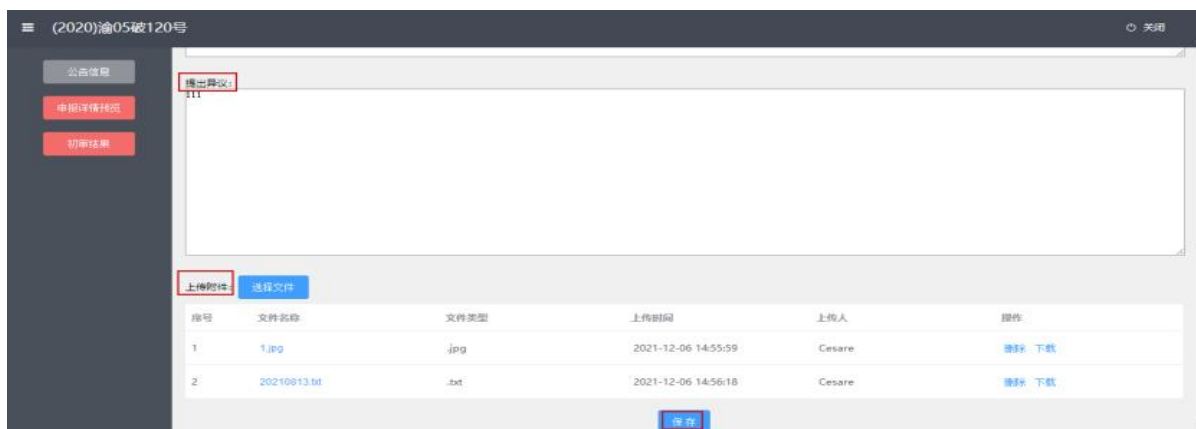 (2020)渝05破120号
关闭
公告信息
申报详情预览
初审结果
提出异议:
111
上传附件: 选择文件
序号 文件名称 文件类型 上传时间 上传人 操作
1 1.jpg .jpg 2021-12-06 14:55:59 Cesare 删除 下载
2 20210813.txt .txt 2021-12-06 14:56:18 Cesare 删除 下载
保存